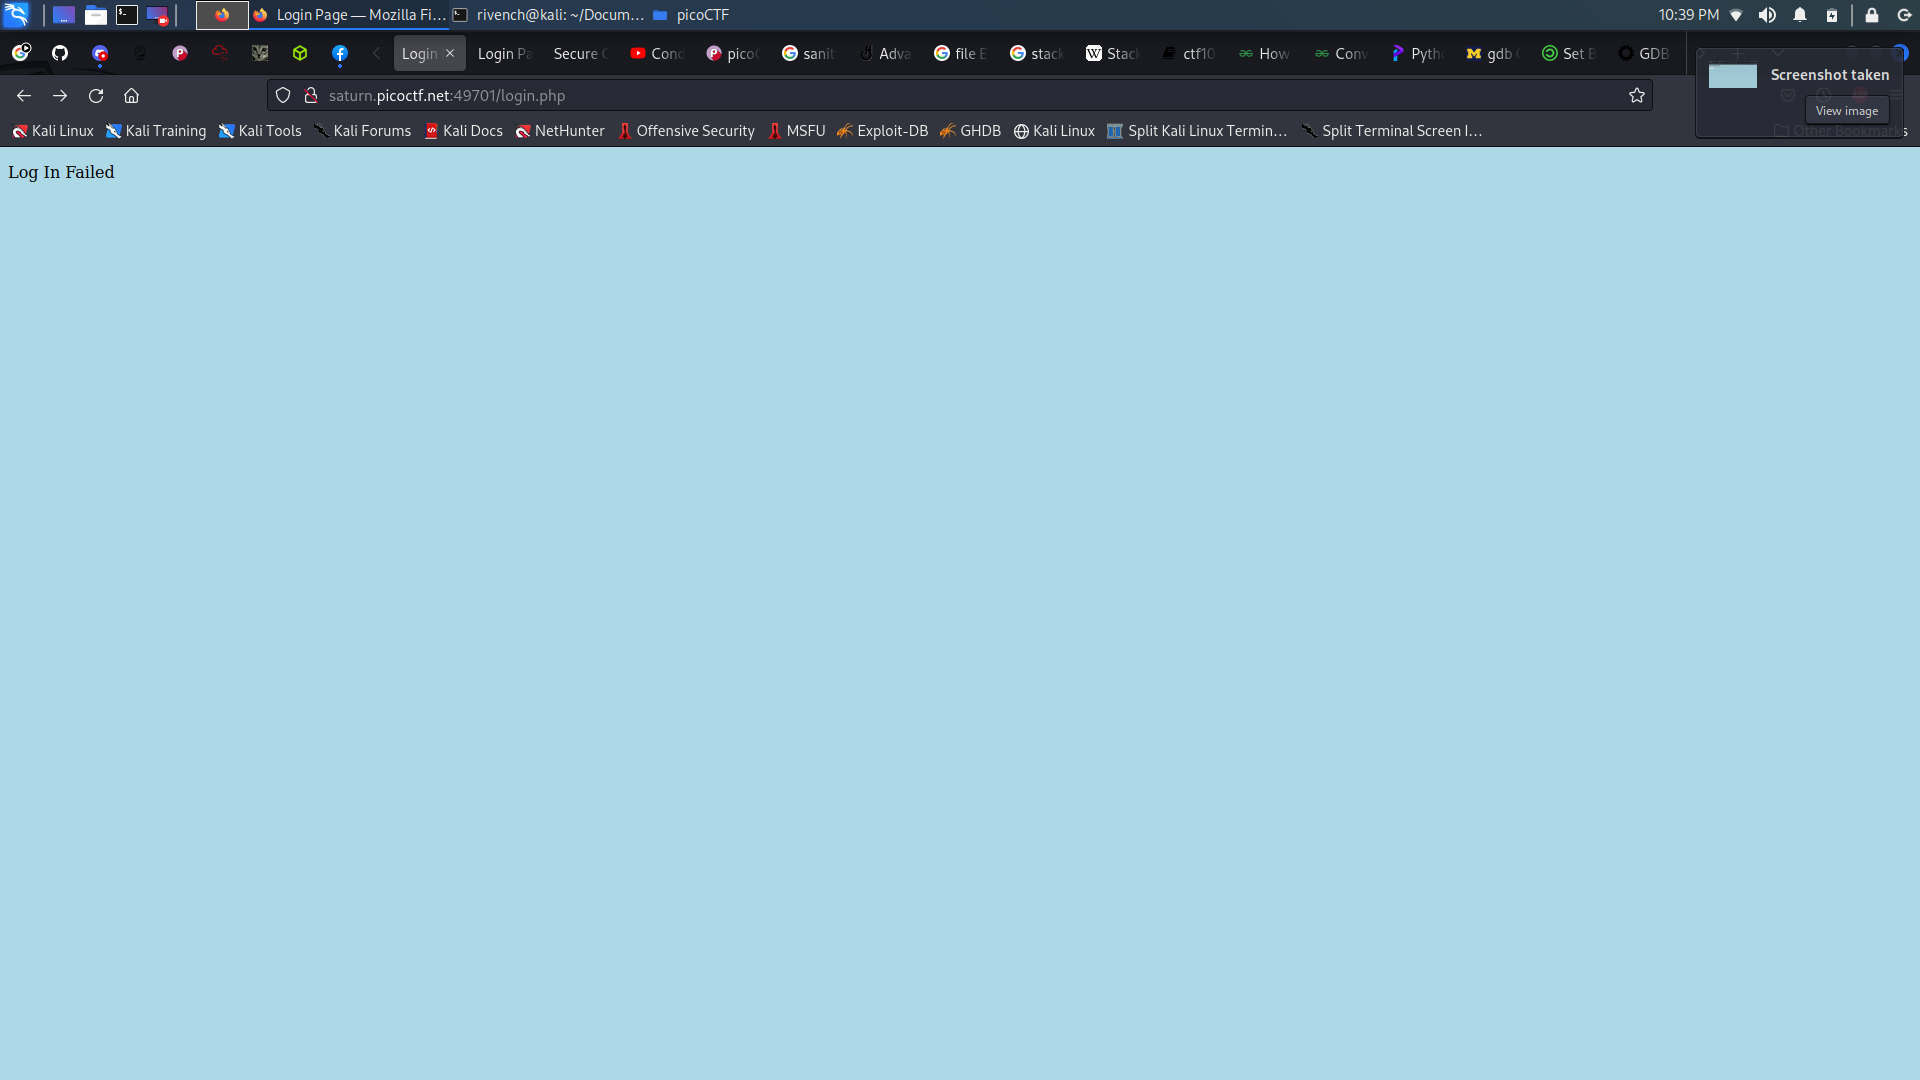 Login Page — Mozilla Fi... rivench@kali: ~/Docum... picoCTF 10:39 PM
Login Login Pa Secure Conc pico sanit Adva file E stack Stack ctf10 How Conv Pyth gdb Set B GDB
Screenshot taken
saturn.picoctf.net:49701/login.php
View image
Kali Linux Kali Training Kali Tools Kali Forums Kali Docs NetHunter Offensive Security MSFU Exploit-DB GHDB Kali Linux Split Kali Linux Termin... Split Terminal Screen I... Other Bookmarks
Log In Failed